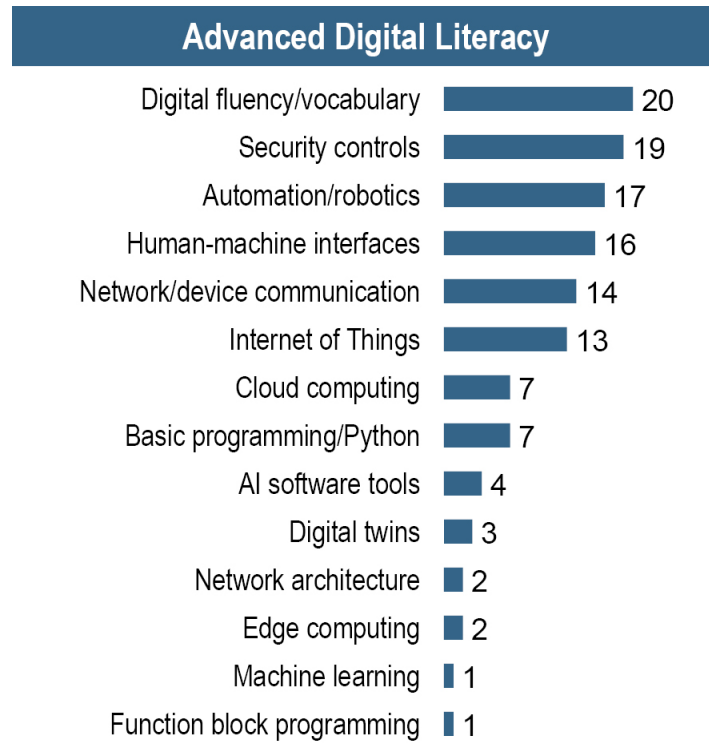 Advanced Digital Literacy
Digital fluency/vocabulary 20
Security controls 19
Automation/robotics 17
Human-machine interfaces 16
Network/device communication 14
Internet of Things 13
Cloud computing 7
Basic programming/Python 7
AI software tools 4
Digital twins 3
Network architecture 2
Edge computing 2
Machine learning 1
Function block programming 1